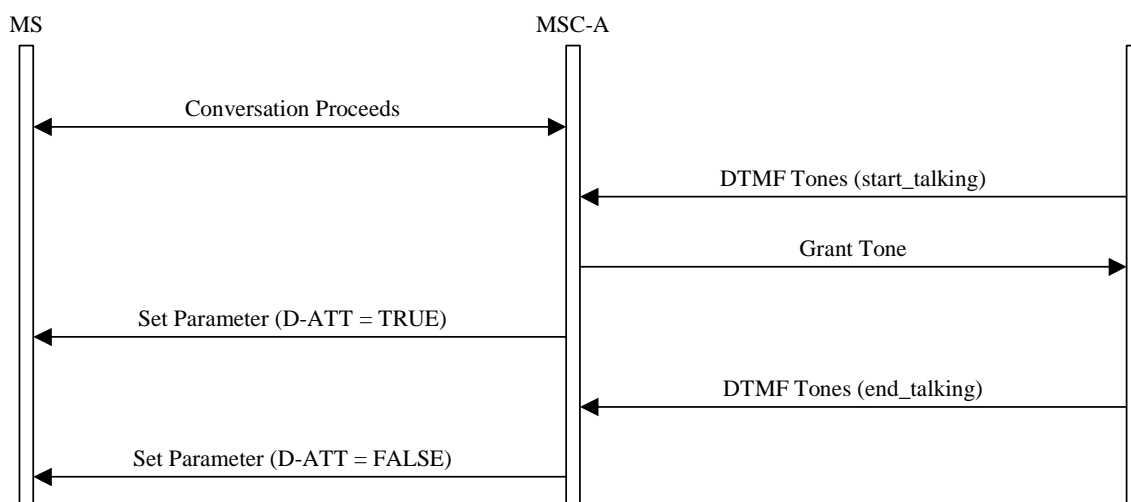 MS
MSC-A
Conversation Proceeds
DTMF Tones (start_talking)
Grant Tone
Set Parameter (D-ATT = TRUE)
DTMF Tones (end_talking)
Set Parameter (D-ATT = FALSE)